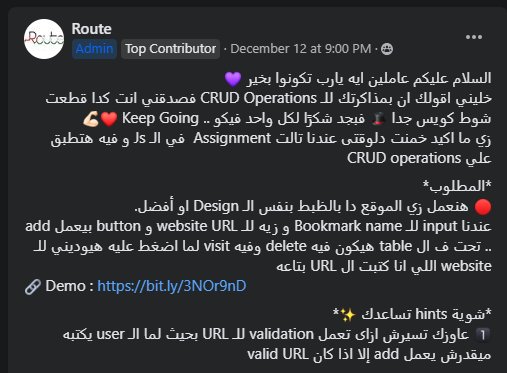 Route
Route
Admin Top Contributor · December 12 at 9:00 PM ·
السلام عليكم عاملين ايه يارب تكونوا بخير 💜
خليني اقولك ان بمذاكرتك للـ CRUD Operations فصدقني انت كدا قطعت
شوط كويس جدا 🎩 فبجد شكرًا لكل واحد فيكو .. Keep Going ❤️💪🏻
زي ما اكيد خمنت دلوقتى عندنا تالت Assignment في الـ Js و فيه هتطبق
علي CRUD operations
*المطلوب*
🔴 هنعمل زي الموقع دا بالظبط بنفس الـ Design او أفضل.
عندنا input للـ Bookmark name و زيه للـ website URL و button بيعمل add
.. تحت ف ال table هيكون فيه delete وفيه visit لما اضغط عليه هيوديني للـ
website اللي انا كتبت ال URL بتاعه
🔗 Demo : https://bit.ly/3NOr9nD
*شوية hints تساعدك ✨*
1️⃣ عاوزك تسيرش ازاى تعمل validation للـ URL بحيث لما الـ user يكتبه
ميقدرش يعمل add إلا اذا كان valid URL